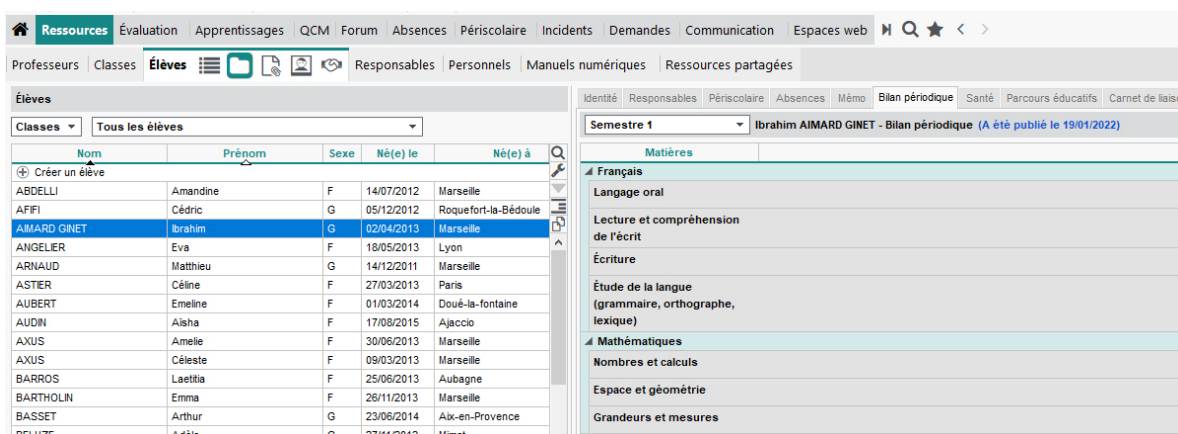 Ressources Évaluation Apprentissages QCM Forum Absences Périscolaire Incidents Demandes Communication Espaces web
Professeurs Classes Élèves Responsables Personnels Manuels numériques Ressources partagées
Élèves
Classes Tous les élèves
Nom Prénom Sexe Né(e) le Né(e) à
Créer un élève
ABDELLI Amandine F 14/07/2012 Marseille
AFIFI Cédric G 05/12/2012 Roquefort-la-Bédoule
AIMARD GINET Ibrahim G 02/04/2013 Marseille
ANGELIER Eva F 18/05/2013 Lyon
ARNAUD Matthieu G 14/12/2011 Marseille
ASTIER Céline F 27/03/2013 Paris
AUBERT Emeline F 01/03/2014 Doué-la-fontaine
AUDIN Aïsha F 17/08/2015 Ajaccio
AXUS Amelie F 30/06/2013 Marseille
AXUS Céleste F 09/03/2013 Marseille
BARROS Laetitia F 25/06/2013 Aubagne
BARTHOLIN Emma F 26/11/2013 Marseille
BASSET Arthur G 23/06/2014 Aix-en-Provence
Identité Responsables Périscolaire Absences Mémo Bilan périodique Santé Parcours éducatifs Carnet de liais
Semestre 1 Ibrahim AIMARD GINET - Bilan périodique (A été publié le 19/01/2022)
Matières
Français
Langage oral
Lecture et compréhension
de l'écrit
Écriture
Étude de la langue
(grammaire, orthographe,
lexique)
Mathématiques
Nombres et calculs
Espace et géométrie
Grandeurs et mesures